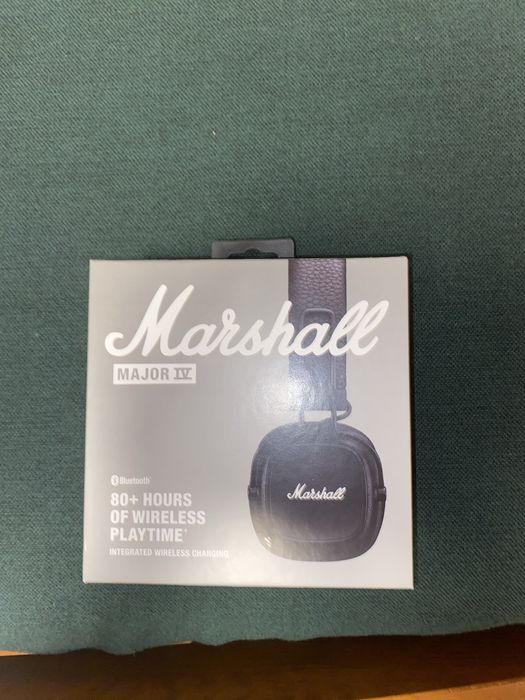 Marshall
MAJOR IV
Bluetooth®
80+ HOURS
OF WIRELESS
PLAYTIME*
INTEGRATED WIRELESS CHARGING
Marshall